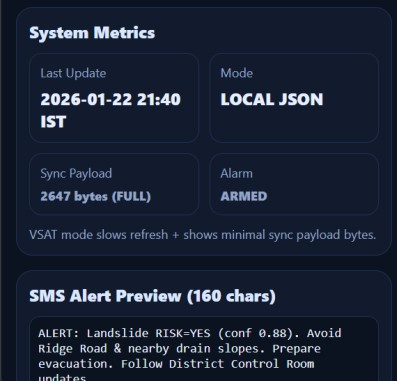 System Metrics
Last Update
2026-01-22 21:40
IST
Mode
LOCAL JSON
Sync Payload
2647 bytes (FULL)
Alarm
ARMED
VSAT mode slows refresh + shows minimal sync payload bytes.
SMS Alert Preview (160 chars)
ALERT: Landslide RISK=YES (conf 0.88). Avoid
Ridge Road & nearby drain slopes. Prepare
evacuation. Follow District Control Room
updates